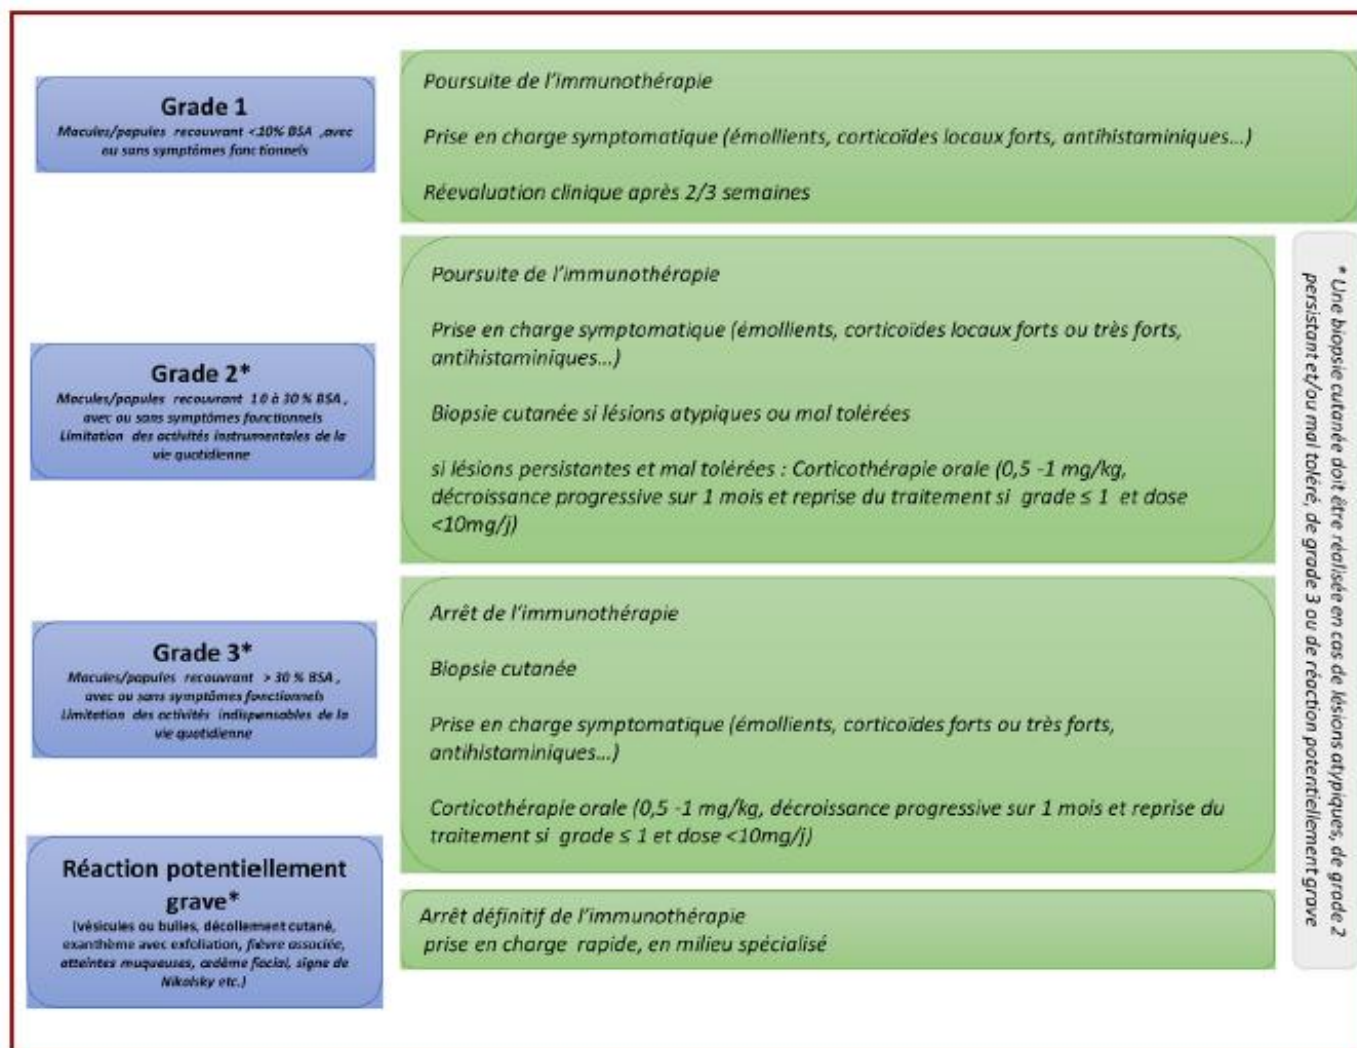 Grade 1
Macules/papules recouvrant <10% BSA ,avec
ou sans symptômes fonctionnels
Poursuite de l'immunothérapie
Prise en charge symptomatique (émollients, corticoïdes locaux forts, antihistaminiques...)
Réevaluation clinique après 2/3 semaines
Grade 2*
Macules/papules recouvrant 10 à 30 % BSA ,
avec ou sans symptômes fonctionnels
Limitation des activités instrumentales de la
vie quotidienne
Poursuite de l'immunothérapie
Prise en charge symptomatique (émollients, corticoïdes locaux forts ou très forts,
antihistaminiques...)
Biopsie cutanée si lésions atypiques ou mal tolérées
si lésions persistantes et mal tolérées : Corticothérapie orale (0,5 -1 mg/kg,
décroissance progressive sur 1 mois et reprise du traitement si grade ≤ 1 et dose
<10mg/j)
Grade 3*
Macules/papules recouvrant > 30 % BSA ,
avec ou sans symptômes fonctionnels
Limitation des activités indispensables de la
vie quotidienne
Arrêt de l'immunothérapie
Biopsie cutanée
Prise en charge symptomatique (émollients, corticoïdes forts ou très forts,
antihistaminiques...)
Corticothérapie orale (0,5 -1 mg/kg, décroissance progressive sur 1 mois et reprise du
traitement si grade ≤ 1 et dose <10mg/j)
Réaction potentiellement
grave*
(vésicules ou bulles, décollement cutané,
exanthème avec exfoliation, fièvre associée,
atteintes muqueuses, œdème facial, signe de
Nikolsky etc.)
Arrêt définitif de l'immunothérapie
prise en charge rapide, en milieu spécialisé
* Une biopsie cutanée doit être réalisée en cas de lésions atypiques, de grade 2
persistant et/ou mal toléré, de grade 3 ou de réaction potentiellement grave